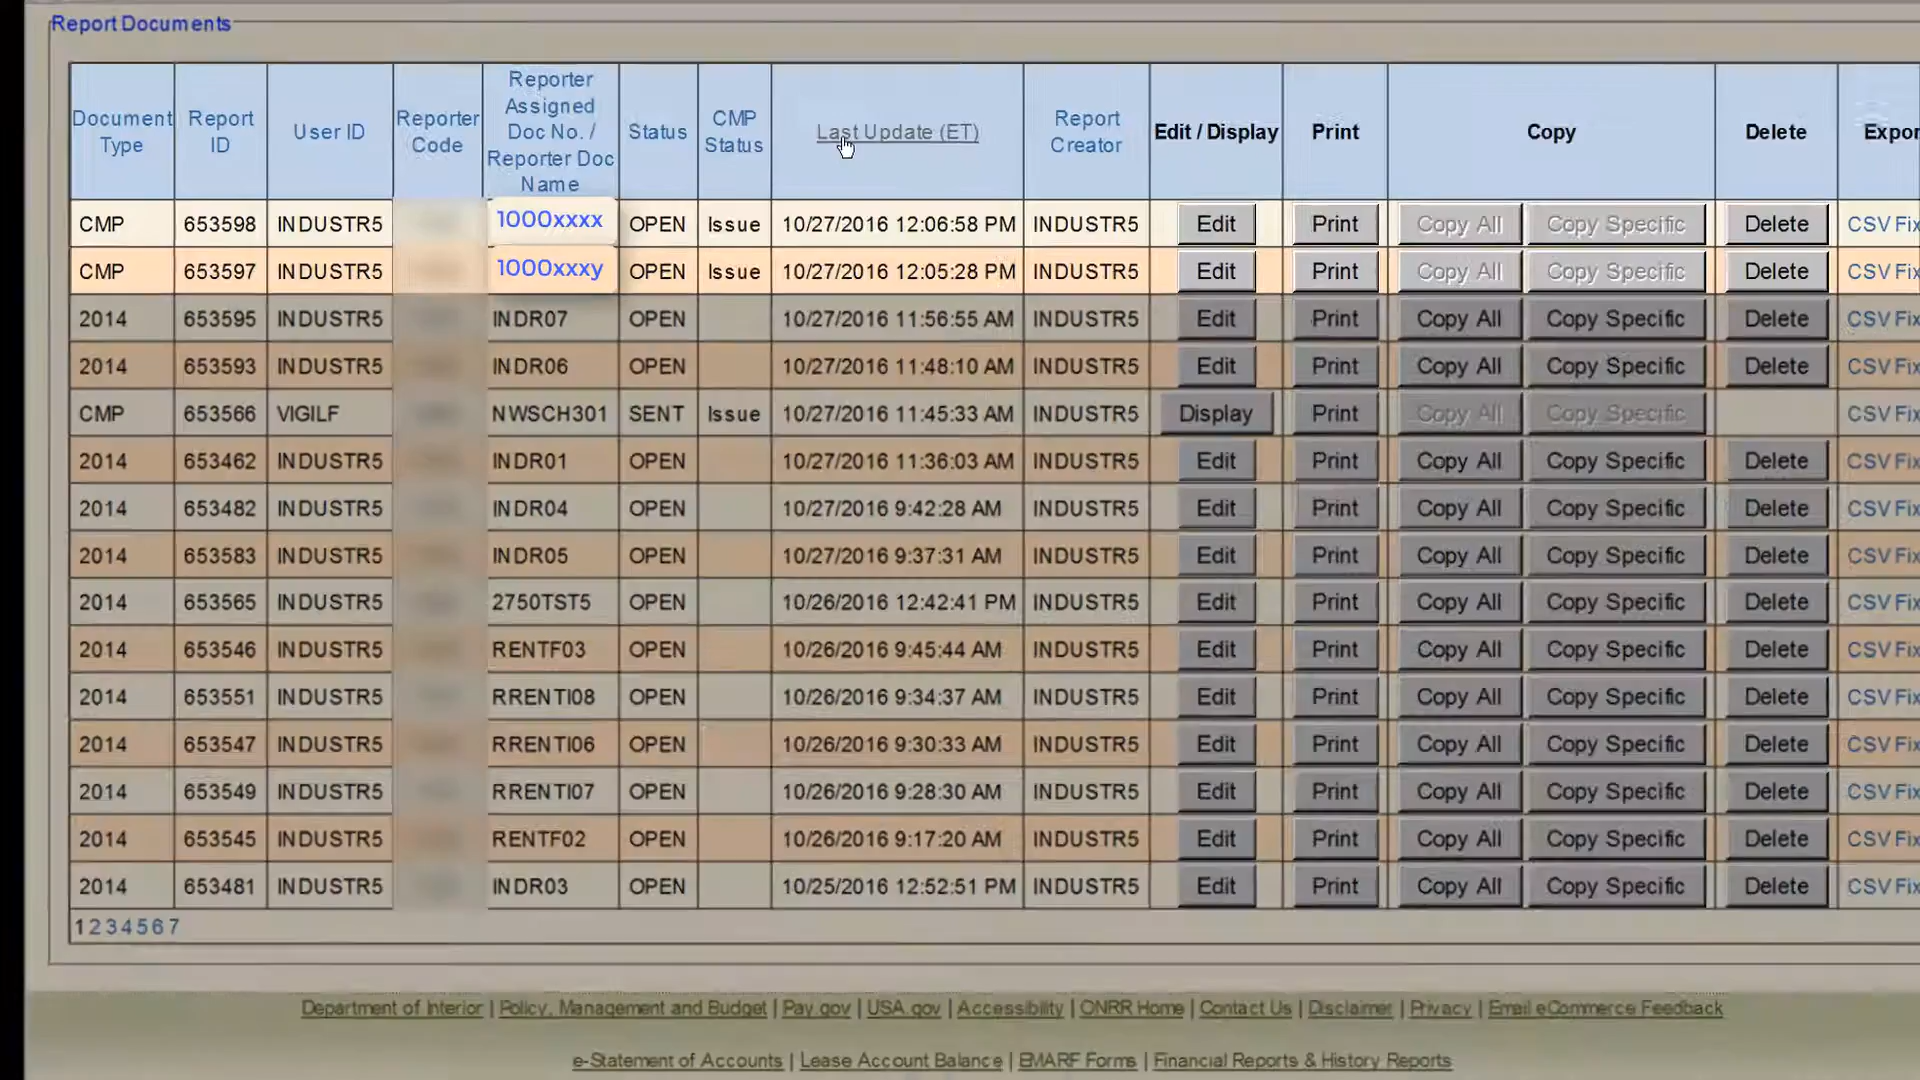 Report Documents
Document Type Report ID User ID Reporter Code Reporter Assigned Doc No. / Reporter Doc Name Status CMP Status Last Update (ET) Report Creator Edit / Display Print Copy Delete Expor
CMP 653598 INDUSTR5 1000xxxx OPEN Issue 10/27/2016 12:06:58 PM INDUSTR5 Edit Print Copy All Copy Specific Delete CSV Fix
CMP 653597 INDUSTR5 1000xxxy OPEN Issue 10/27/2016 12:05:28 PM INDUSTR5 Edit Print Copy All Copy Specific Delete CSV Fix
2014 653595 INDUSTR5 INDR07 OPEN 10/27/2016 11:56:55 AM INDUSTR5 Edit Print Copy All Copy Specific Delete CSV Fix
2014 653593 INDUSTR5 INDR06 OPEN 10/27/2016 11:48:10 AM INDUSTR5 Edit Print Copy All Copy Specific Delete CSV Fix
CMP 653566 VIGILF NWSCH301 SENT Issue 10/27/2016 11:45:33 AM INDUSTR5 Display Print Copy All Copy Specific CSV Fix
2014 653462 INDUSTR5 INDR01 OPEN 10/27/2016 11:36:03 AM INDUSTR5 Edit Print Copy All Copy Specific Delete CSV Fix
2014 653482 INDUSTR5 INDR04 OPEN 10/27/2016 9:42:28 AM INDUSTR5 Edit Print Copy All Copy Specific Delete CSV Fix
2014 653583 INDUSTR5 INDR05 OPEN 10/27/2016 9:37:31 AM INDUSTR5 Edit Print Copy All Copy Specific Delete CSV Fix
2014 653565 INDUSTR5 2750TST5 OPEN 10/26/2016 12:42:41 PM INDUSTR5 Edit Print Copy All Copy Specific Delete CSV Fix
2014 653546 INDUSTR5 RENTF03 OPEN 10/26/2016 9:45:44 AM INDUSTR5 Edit Print Copy All Copy Specific Delete CSV Fix
2014 653551 INDUSTR5 RRENTI08 OPEN 10/26/2016 9:34:37 AM INDUSTR5 Edit Print Copy All Copy Specific Delete CSV Fix
2014 653547 INDUSTR5 RRENTI06 OPEN 10/26/2016 9:30:33 AM INDUSTR5 Edit Print Copy All Copy Specific Delete CSV Fix
2014 653549 INDUSTR5 RRENTI07 OPEN 10/26/2016 9:28:30 AM INDUSTR5 Edit Print Copy All Copy Specific Delete CSV Fix
2014 653545 INDUSTR5 RENTF02 OPEN 10/26/2016 9:17:20 AM INDUSTR5 Edit Print Copy All Copy Specific Delete CSV Fix
2014 653481 INDUSTR5 INDR03 OPEN 10/25/2016 12:52:51 PM INDUSTR5 Edit Print Copy All Copy Specific Delete CSV Fix
1 2 3 4 5 6 7
Department of Interior | Policy, Management and Budget | Pay.gov | USA.gov | Accessibility | ONRR Home | Contact Us | Disclaimer | Privacy | Email eCommerce Feedback
e-Statement of Accounts | Lease Account Balance | EMARF Forms | Financial Reports & History Reports